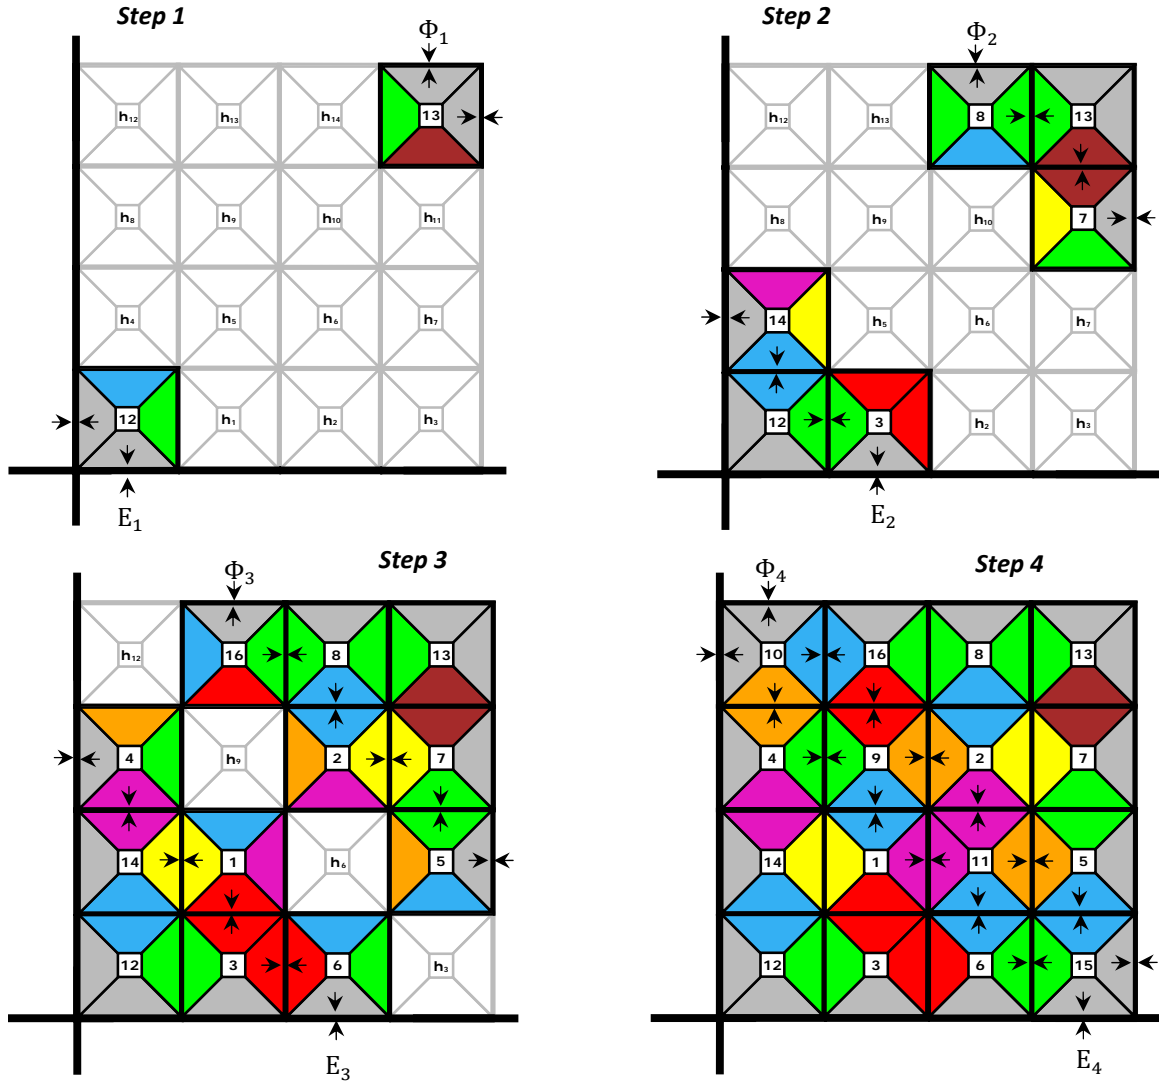 Step 1
Φ₁
h₁₂ h₁₃ h₁₄ 13
h₈ h₉ h₁₀ h₁₁
h₄ h₅ h₆ h₇
12 h₁ h₂ h₃
E₁
Step 2
Φ₂
h₁₂ h₁₃ 8 13
h₈ h₉ h₁₀ 7
14 h₅ h₆ h₇
12 3 h₂ h₃
E₂
Step 3
Φ₃
h₁₂ 16 8 13
4 h₉ 2 7
14 1 h₆ 5
12 3 6 h₃
E₃
Step 4
Φ₄
10 16 8 13
4 9 2 7
14 1 11 5
12 3 6 15
E₄